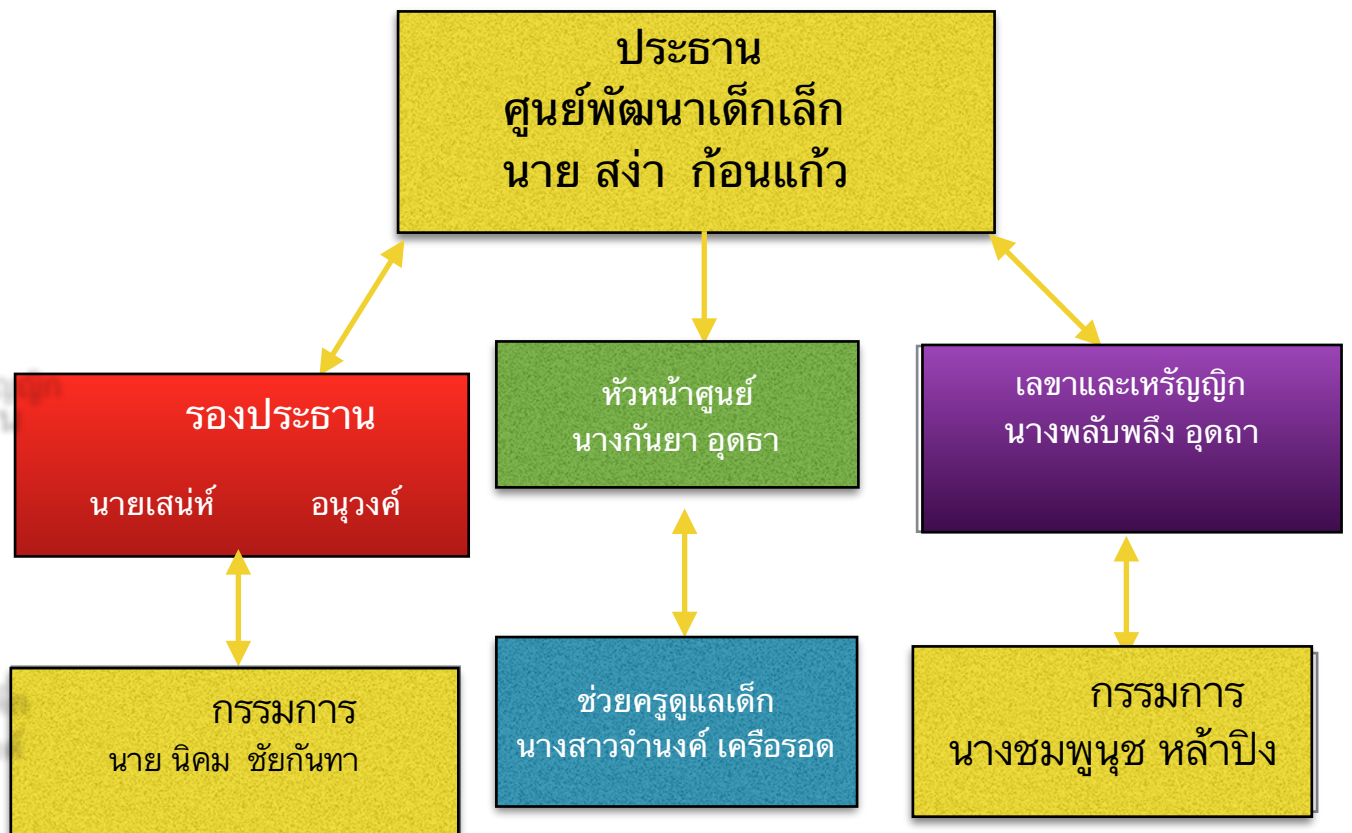 ประธาน
ศูนย์พัฒนาเด็กเล็ก
นาย สง่า ก้อนแก้ว
รองประธาน
นายเสน่ห์ อนุวงค์
หัวหน้าศูนย์
นางกันยา อุดธา
เลขาและเหรัญญิก
นางพลับพลึง อุดถา
กรรมการ
นาย นิคม ชัยกันทา
ช่วยครูดูแลเด็ก
นางสาวจำนงค์ เครือรอด
กรรมการ
นางชมพูนุช หล้าปิง